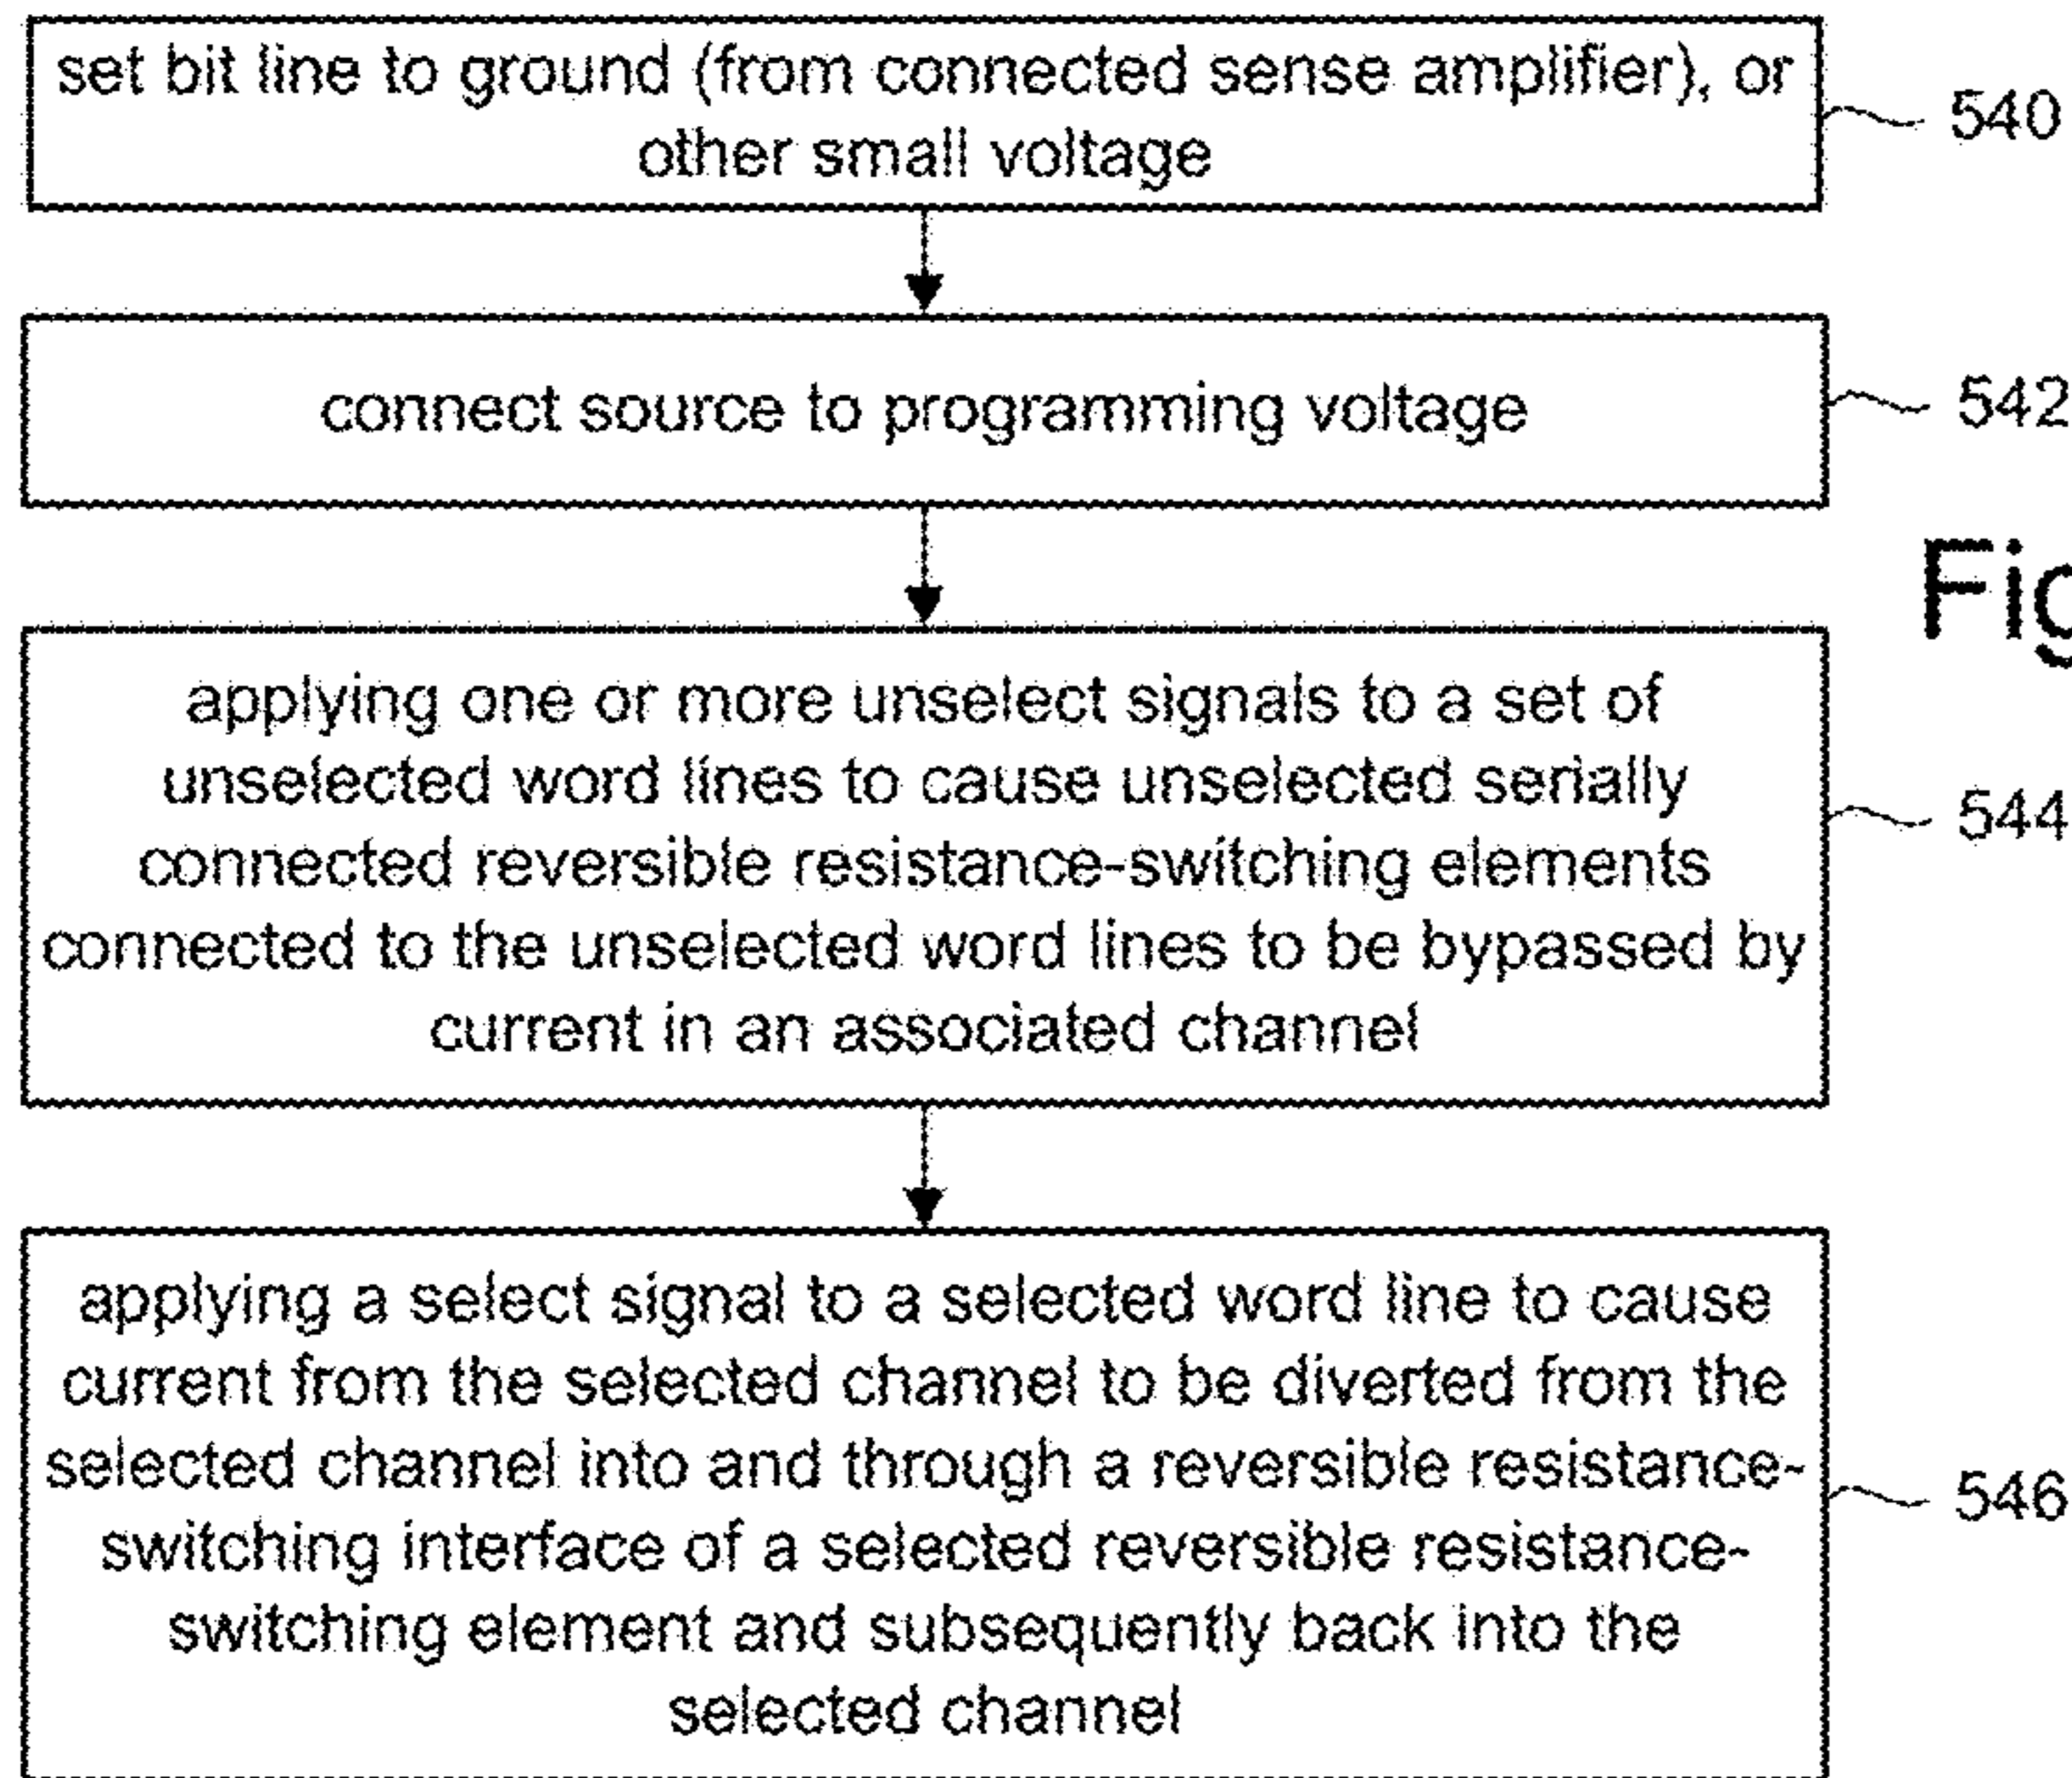 set bit line to ground (from connected sense amplifier), or
other small voltage
540
connect source to programming voltage
542
Fig
applying one or more unselect signals to a set of
unselected word lines to cause unselected serially
connected reversible resistance-switching elements
connected to the unselected word lines to be bypassed by
current in an associated channel
544
applying a select signal to a selected word line to cause
current from the selected channel to be diverted from the
selected channel into and through a reversible resistance-
switching interface of a selected reversible resistance-
switching element and subsequently back into the
selected channel
546